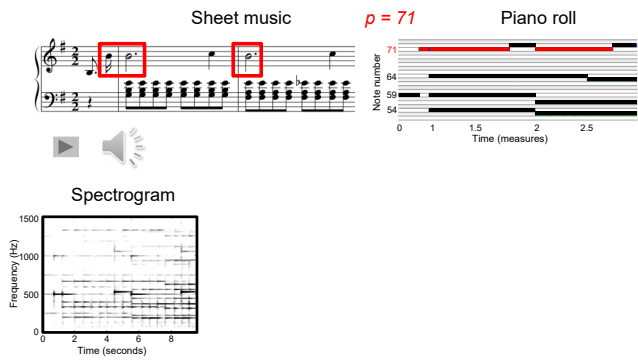 Sheet music
p = 71
Piano roll
71
64
59
54
Note number
0 1 1.5 2 2.5
Time (measures)
Spectrogram
1500
1000
500
0
Frequency (Hz)
0 2 4 6 8
Time (seconds)